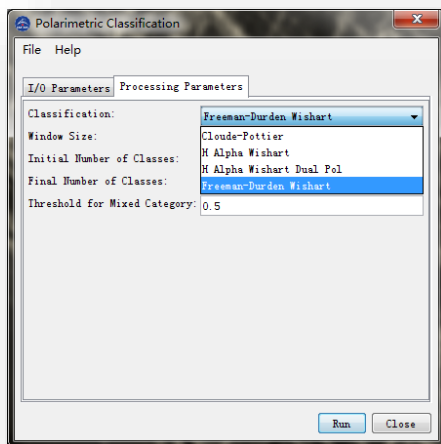 Polarimetric Classification
File Help
I/O Parameters Processing Parameters
Classification: Freeman-Durden Wishart
Window Size: Cloude-Pottier
Initial Number of Classes: H Alpha Wishart
H Alpha Wishart Dual Pol
Final Number of Classes: Freeman-Durden Wishart
Threshold for Mixed Category: 0.5
Run Close